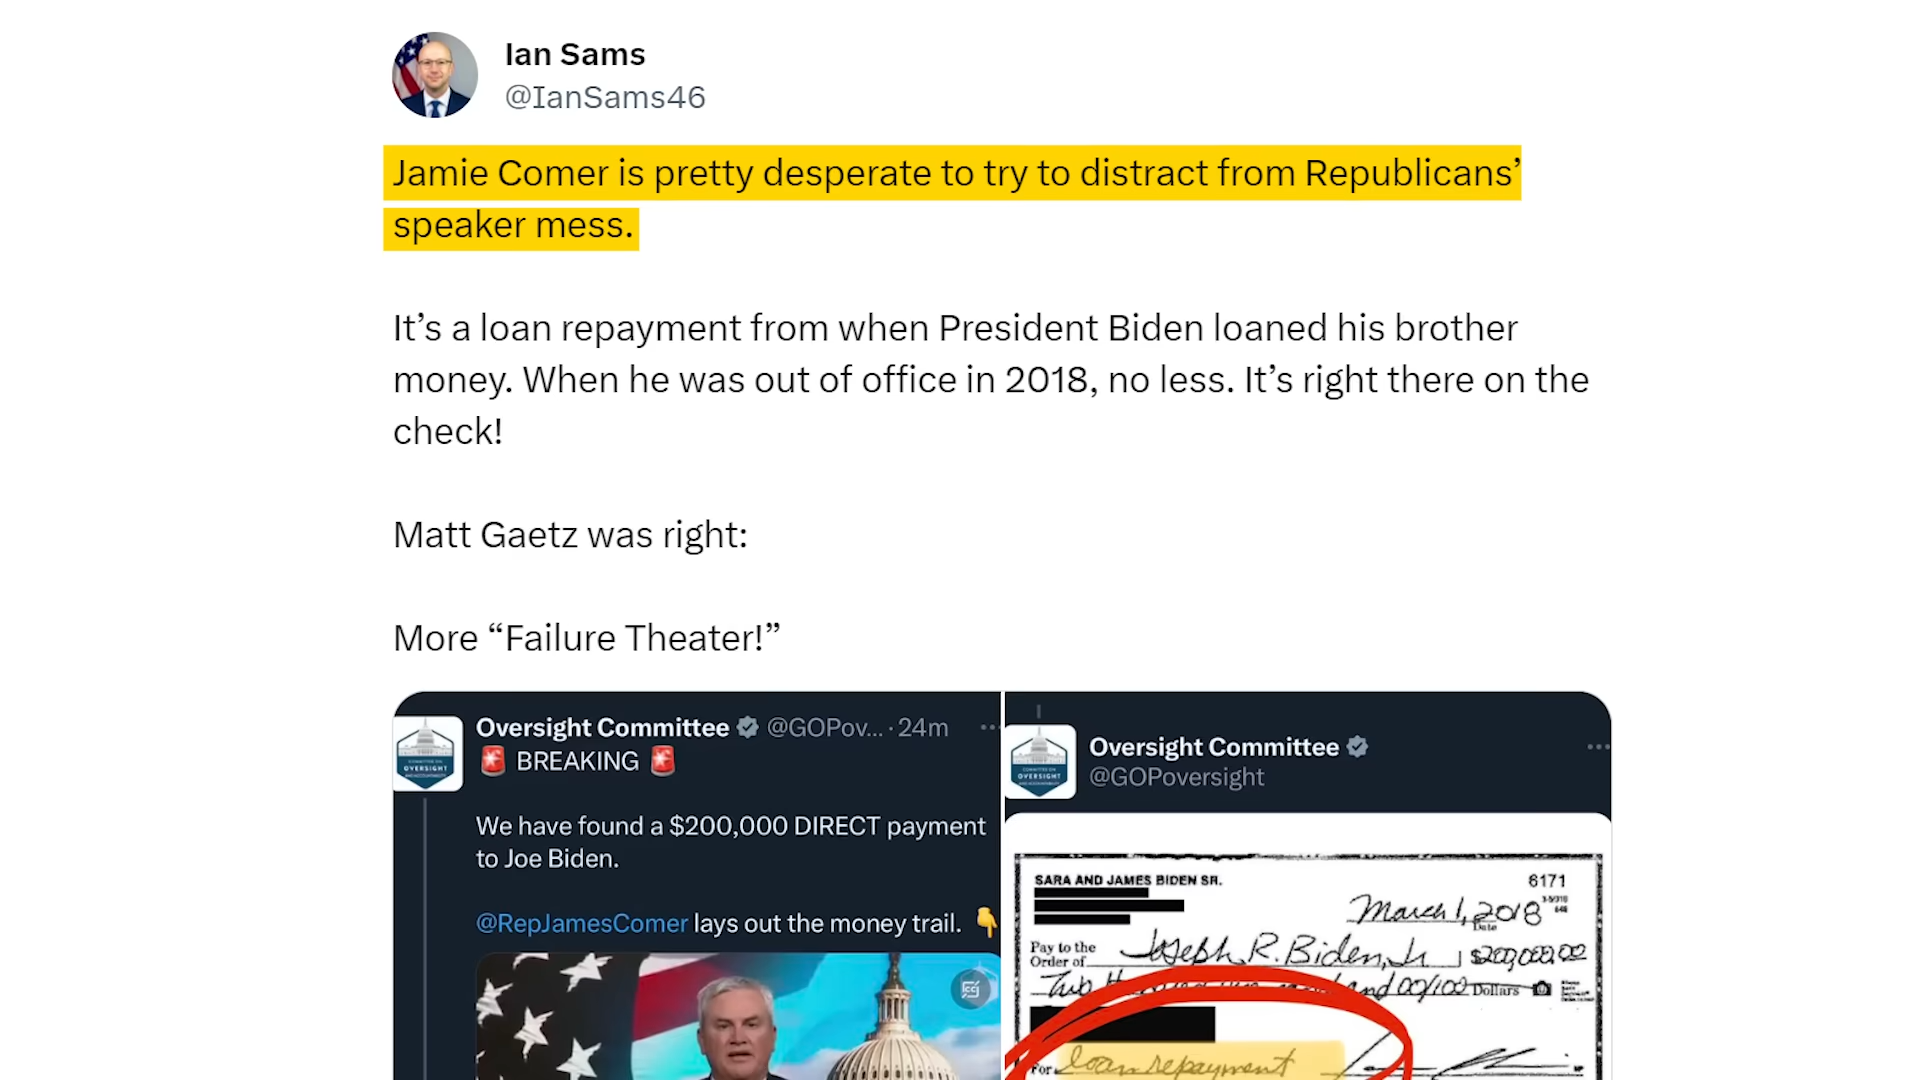 Ian Sams
@IanSams46
Jamie Comer is pretty desperate to try to distract from Republicans’
speaker mess.
It’s a loan repayment from when President Biden loaned his brother
money. When he was out of office in 2018, no less. It’s right there on the
check!
Matt Gaetz was right:
More “Failure Theater!”
Oversight Committee @GOPov... · 24m
🚨 BREAKING 🚨
We have found a $200,000 DIRECT payment
to Joe Biden.
@RepJamesComer lays out the money trail. 👇
Oversight Committee
@GOPoversight
COMMITTEE ON
OVERSIGHT
SARA AND JAMES BIDEN SR.
6171
March 1, 2018
Date
Pay to the
Order of
Joseph R. Biden, Jr
$200,000.00
Two and 00/100 Dollars
For loan repayment